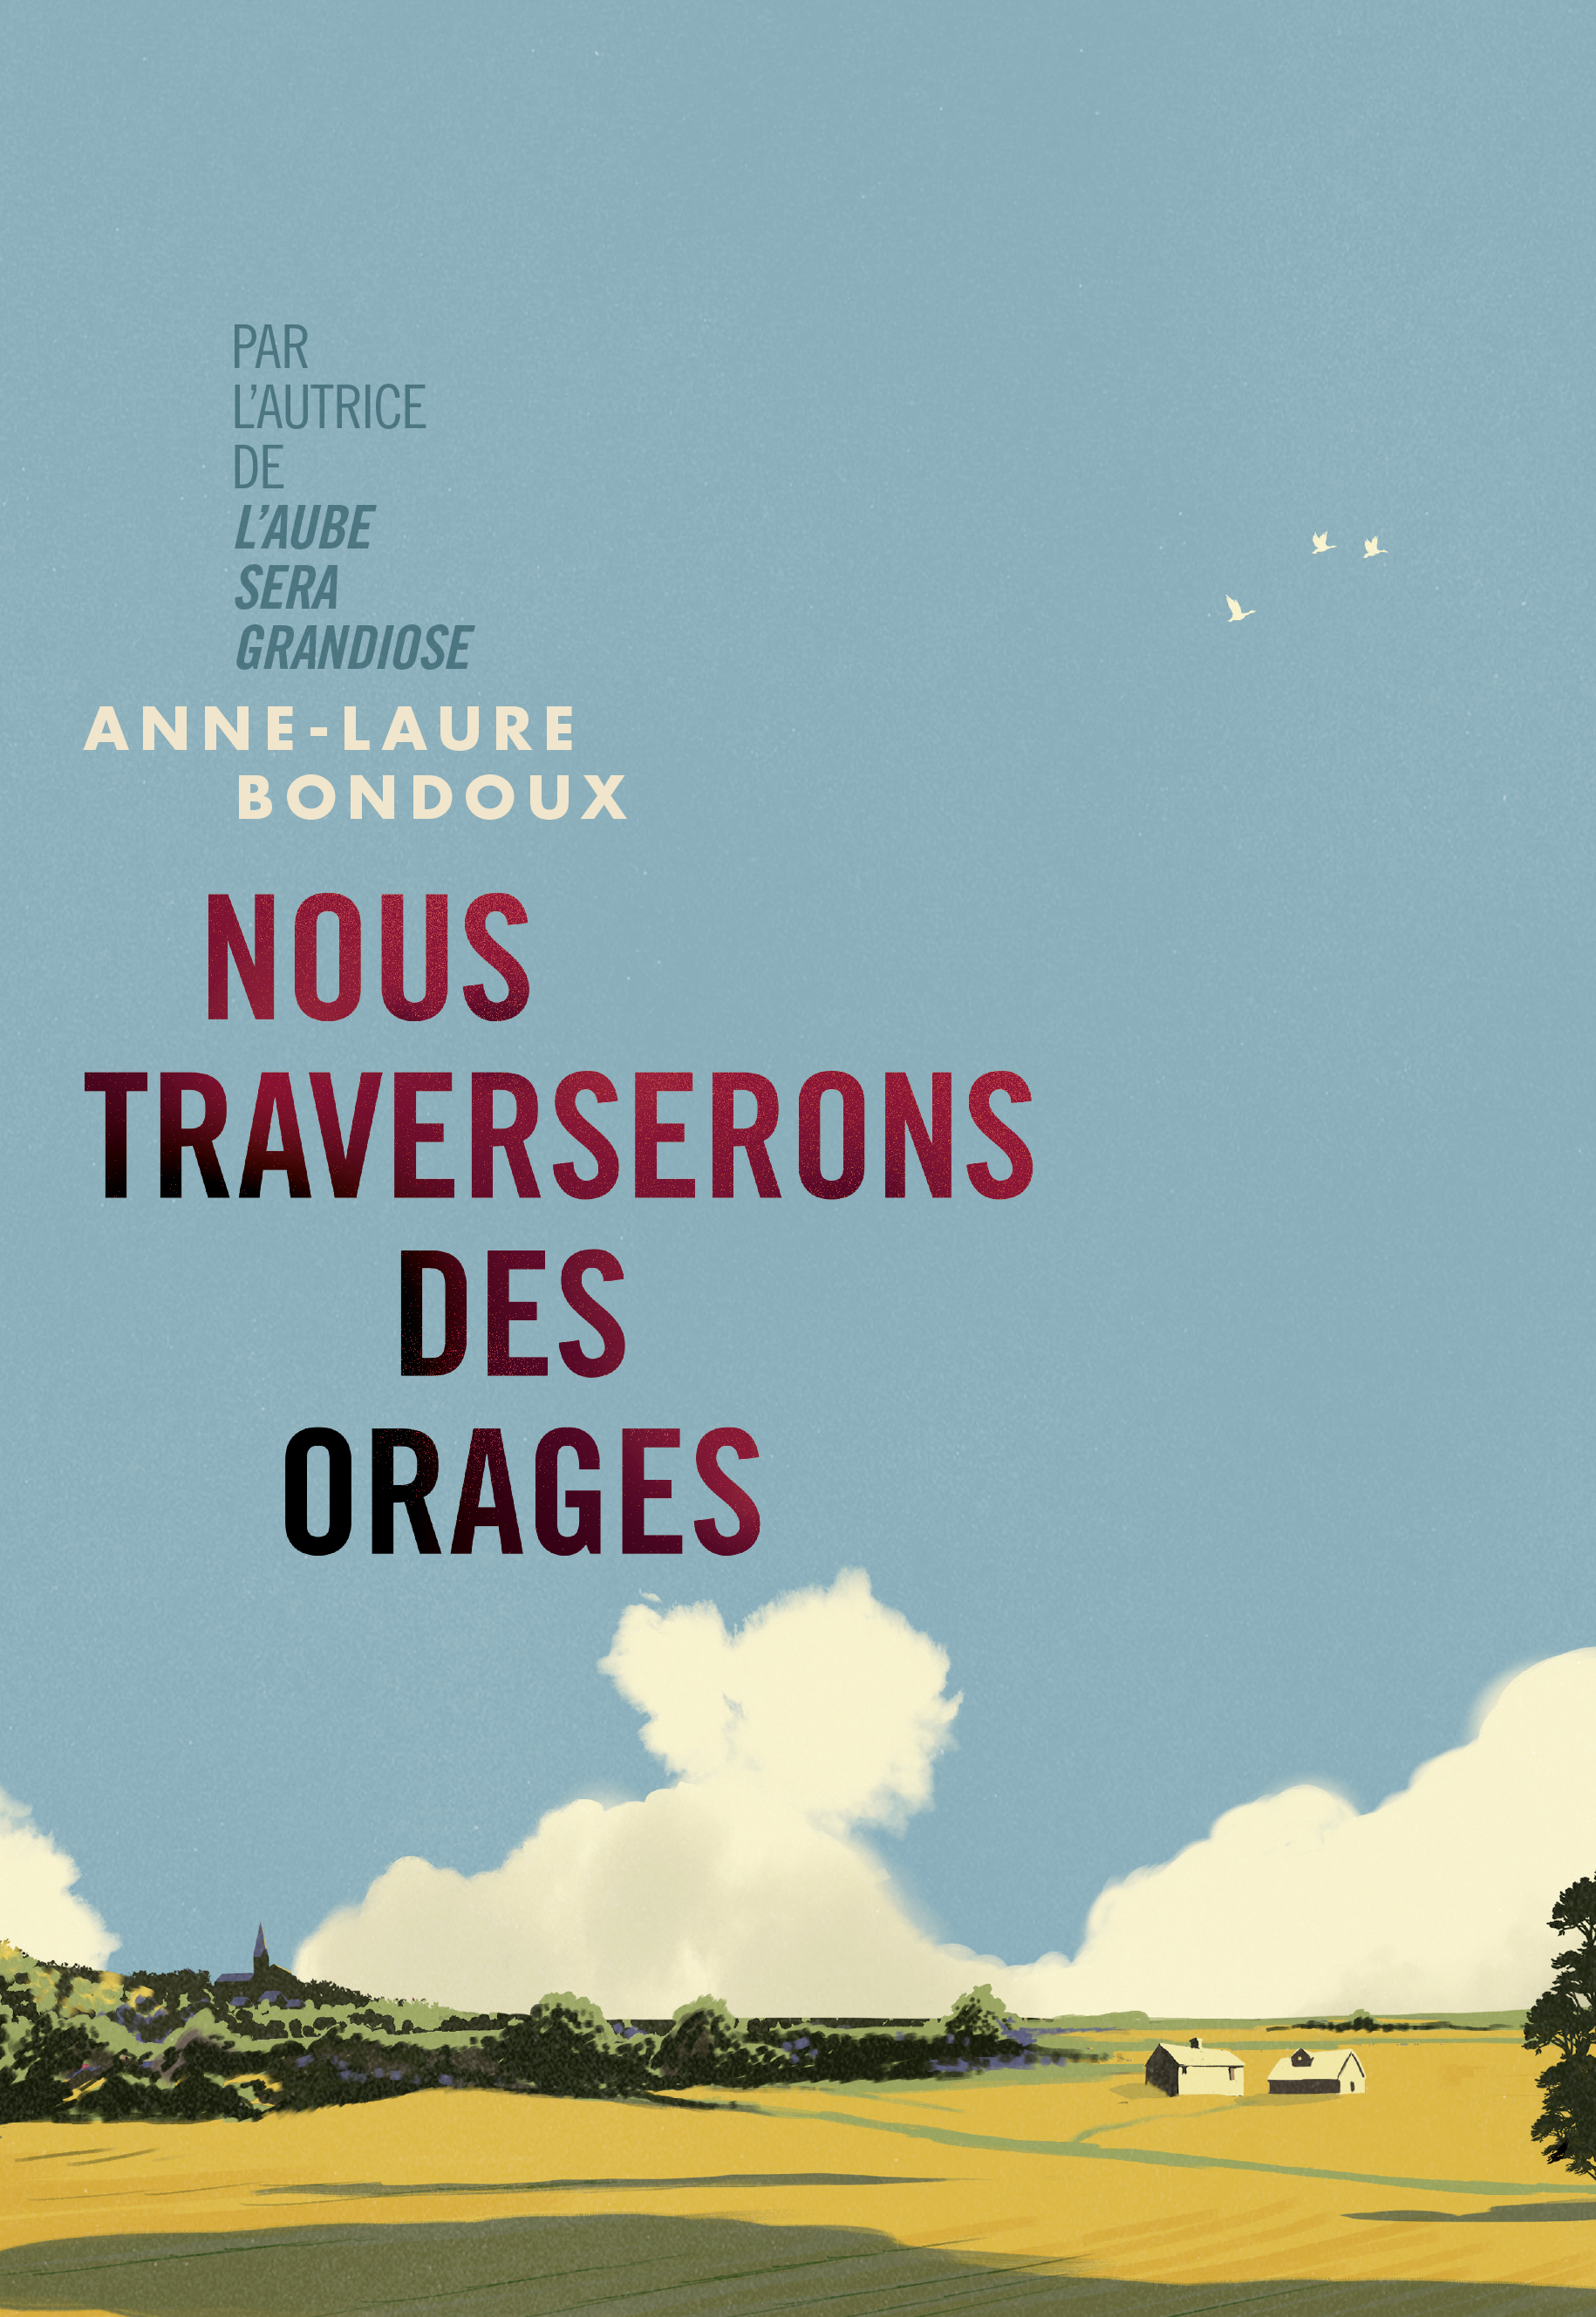 PAR
L’AUTRICE
DE
L’AUBE
SERA
GRANDIOSE
ANNE-LAURE
BONDOUX
NOUS
TRAVERSERONS
DES
ORAGES